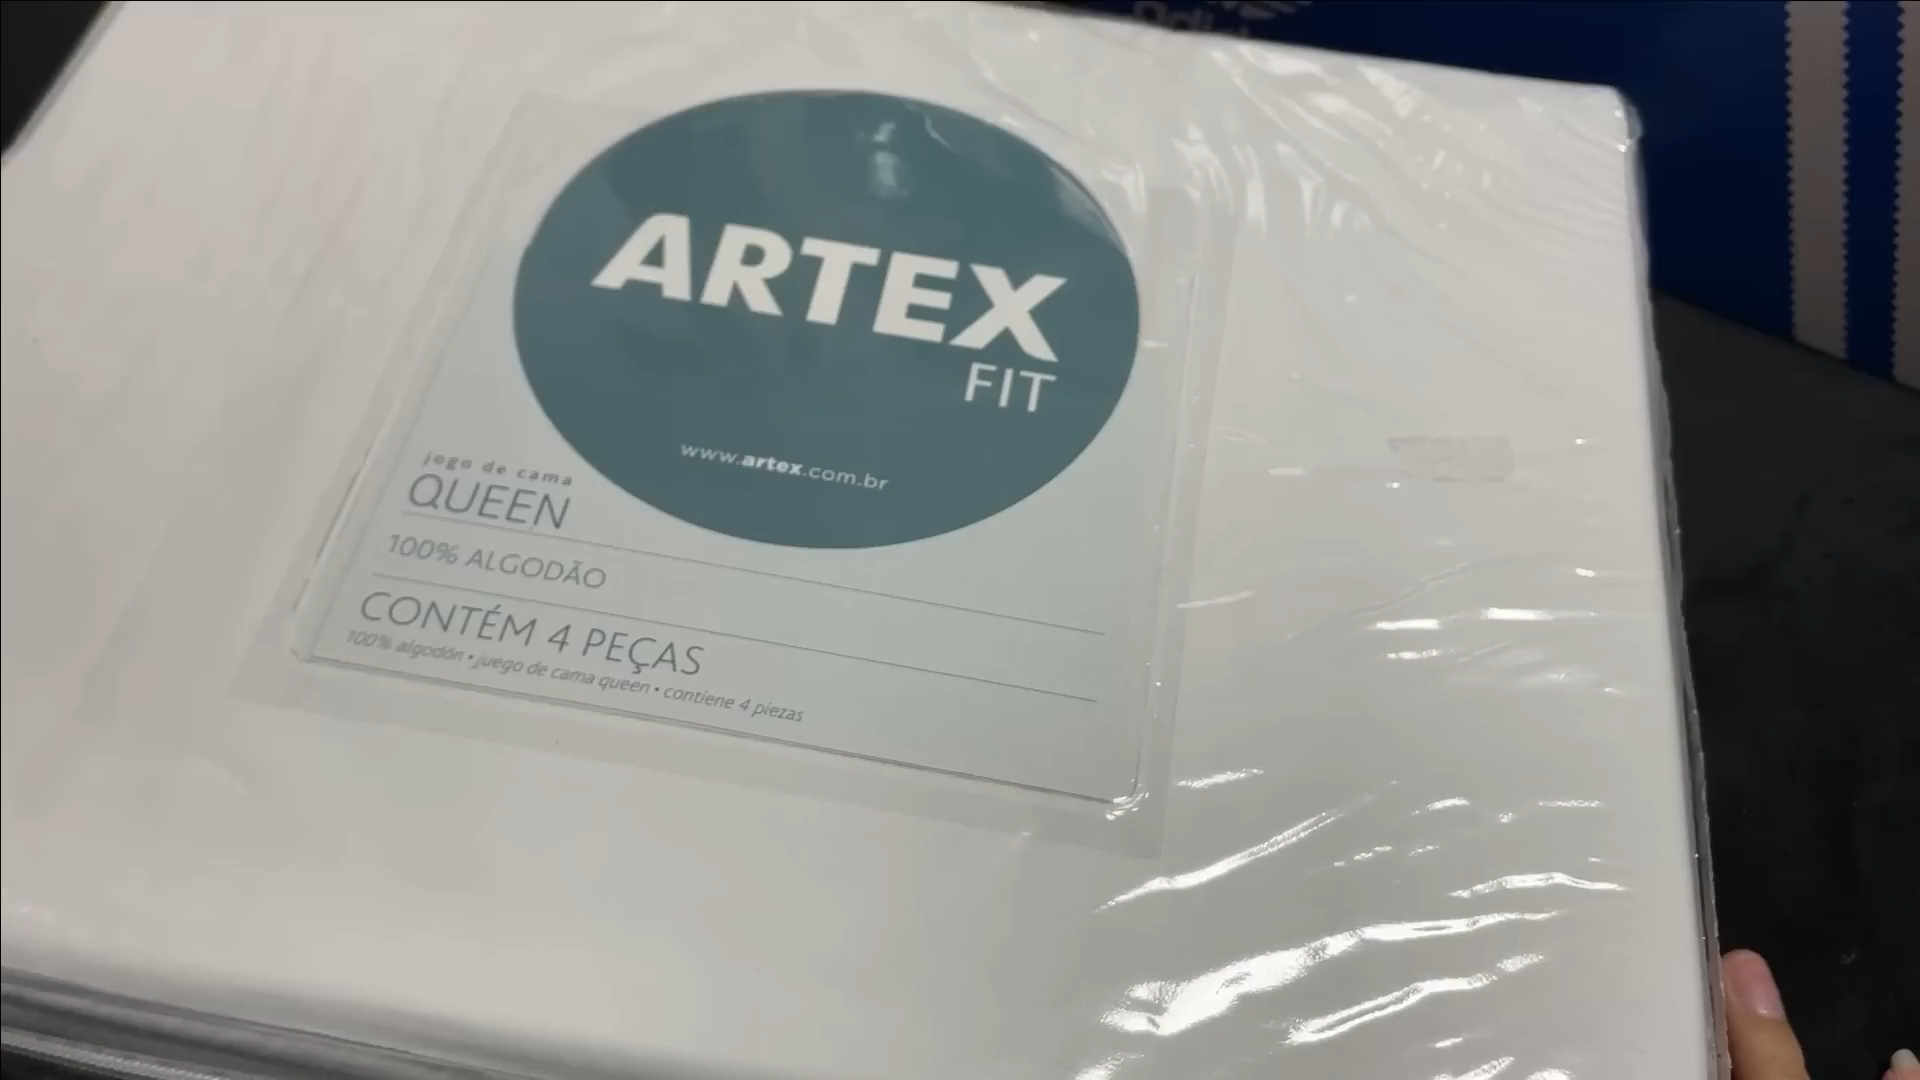 ARTEX
FIT
www.artex.com.br
jogo de cama
QUEEN
100% ALGODÃO
CONTÉM 4 PEÇAS
100% algodón • juego de cama queen • contiene 4 piezas